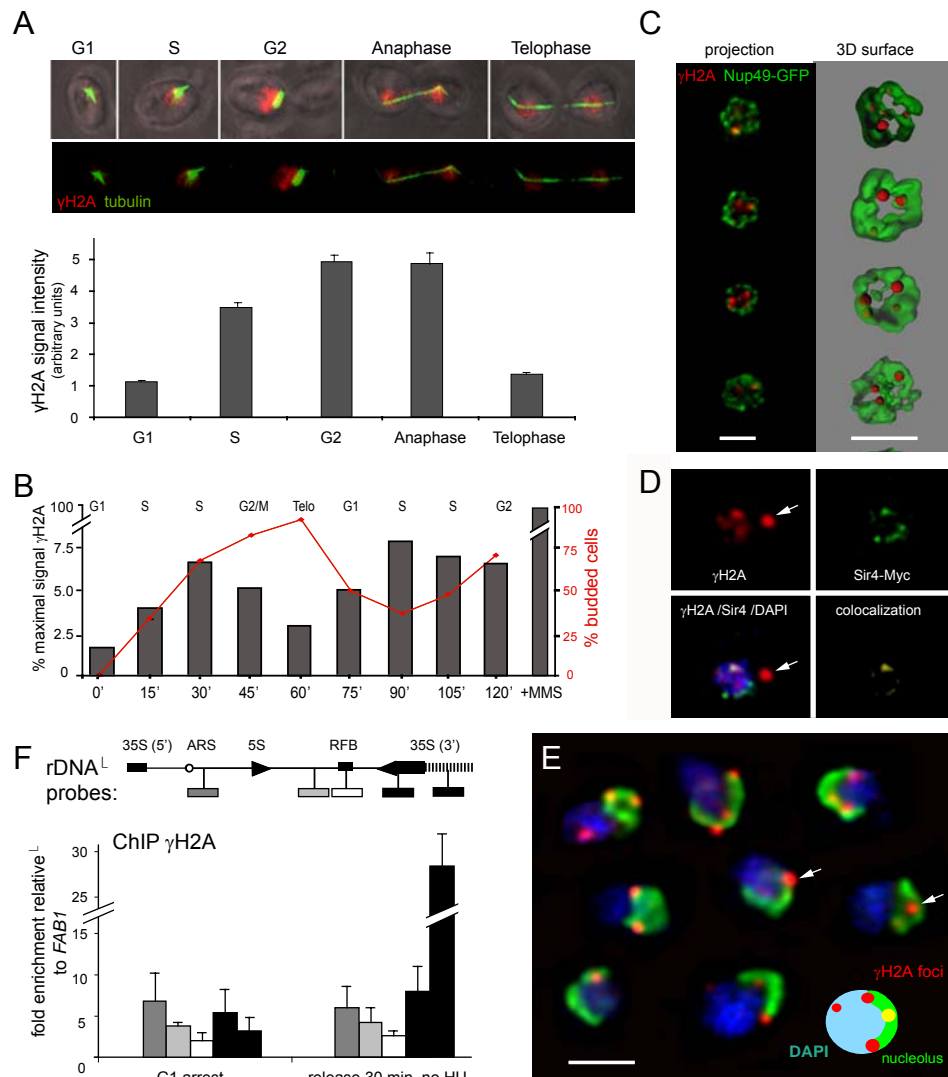 A
G1 S G2 Anaphase Telophase
γH2A tubulin
γH2A signal intensity
(arbitrary units)
5
4
3
2
1
0
G1 S G2 Anaphase Telophase
B
% maximal signal γH2A
100
7.5
5.0
2.5
0
G1 S S G2/M Telo G1 S S G2
100
75
50
25
0
% budded cells
0' 15' 30' 45' 60' 75' 90' 105' 120' +MMS
C
projection 3D surface
γH2A Nup49-GFP
D
γH2A Sir4-Myc
γH2A /Sir4 /DAPI colocalization
F
35S (5') ARS 5S RFB 35S (3')
rDNA L
probes:
ChIP γH2A
fold enrichment relative L
to FAB1
30
20
15
10
5
0
G1 arrest release 30 min, no HU
E
γH2A foci
DAPI
nucleolus